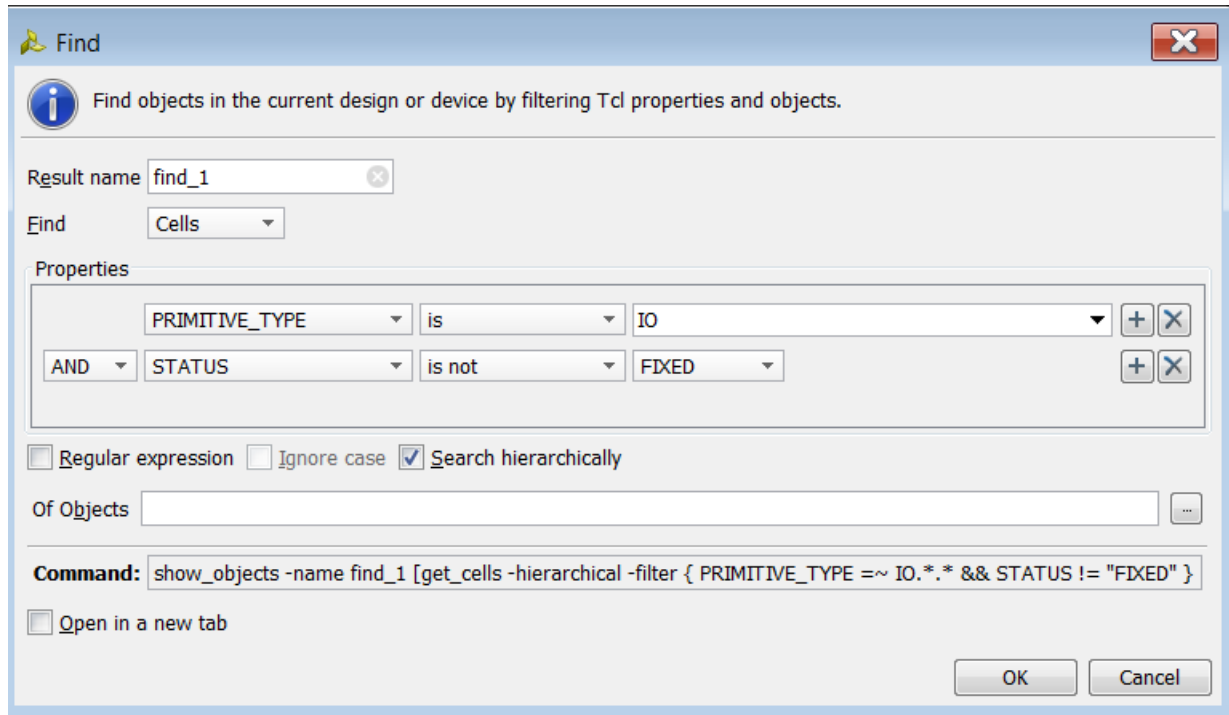 Find
Find objects in the current design or device by filtering Tcl properties and objects.
Result name find_1
Find Cells
Properties
PRIMITIVE_TYPE is IO
AND STATUS is not FIXED
Regular expression Ignore case Search hierarchically
Of Objects ...
Command: show_objects -name find_1 [get_cells -hierarchical -filter { PRIMITIVE_TYPE =~ IO.*.* && STATUS != "FIXED" }
Open in a new tab
OK Cancel